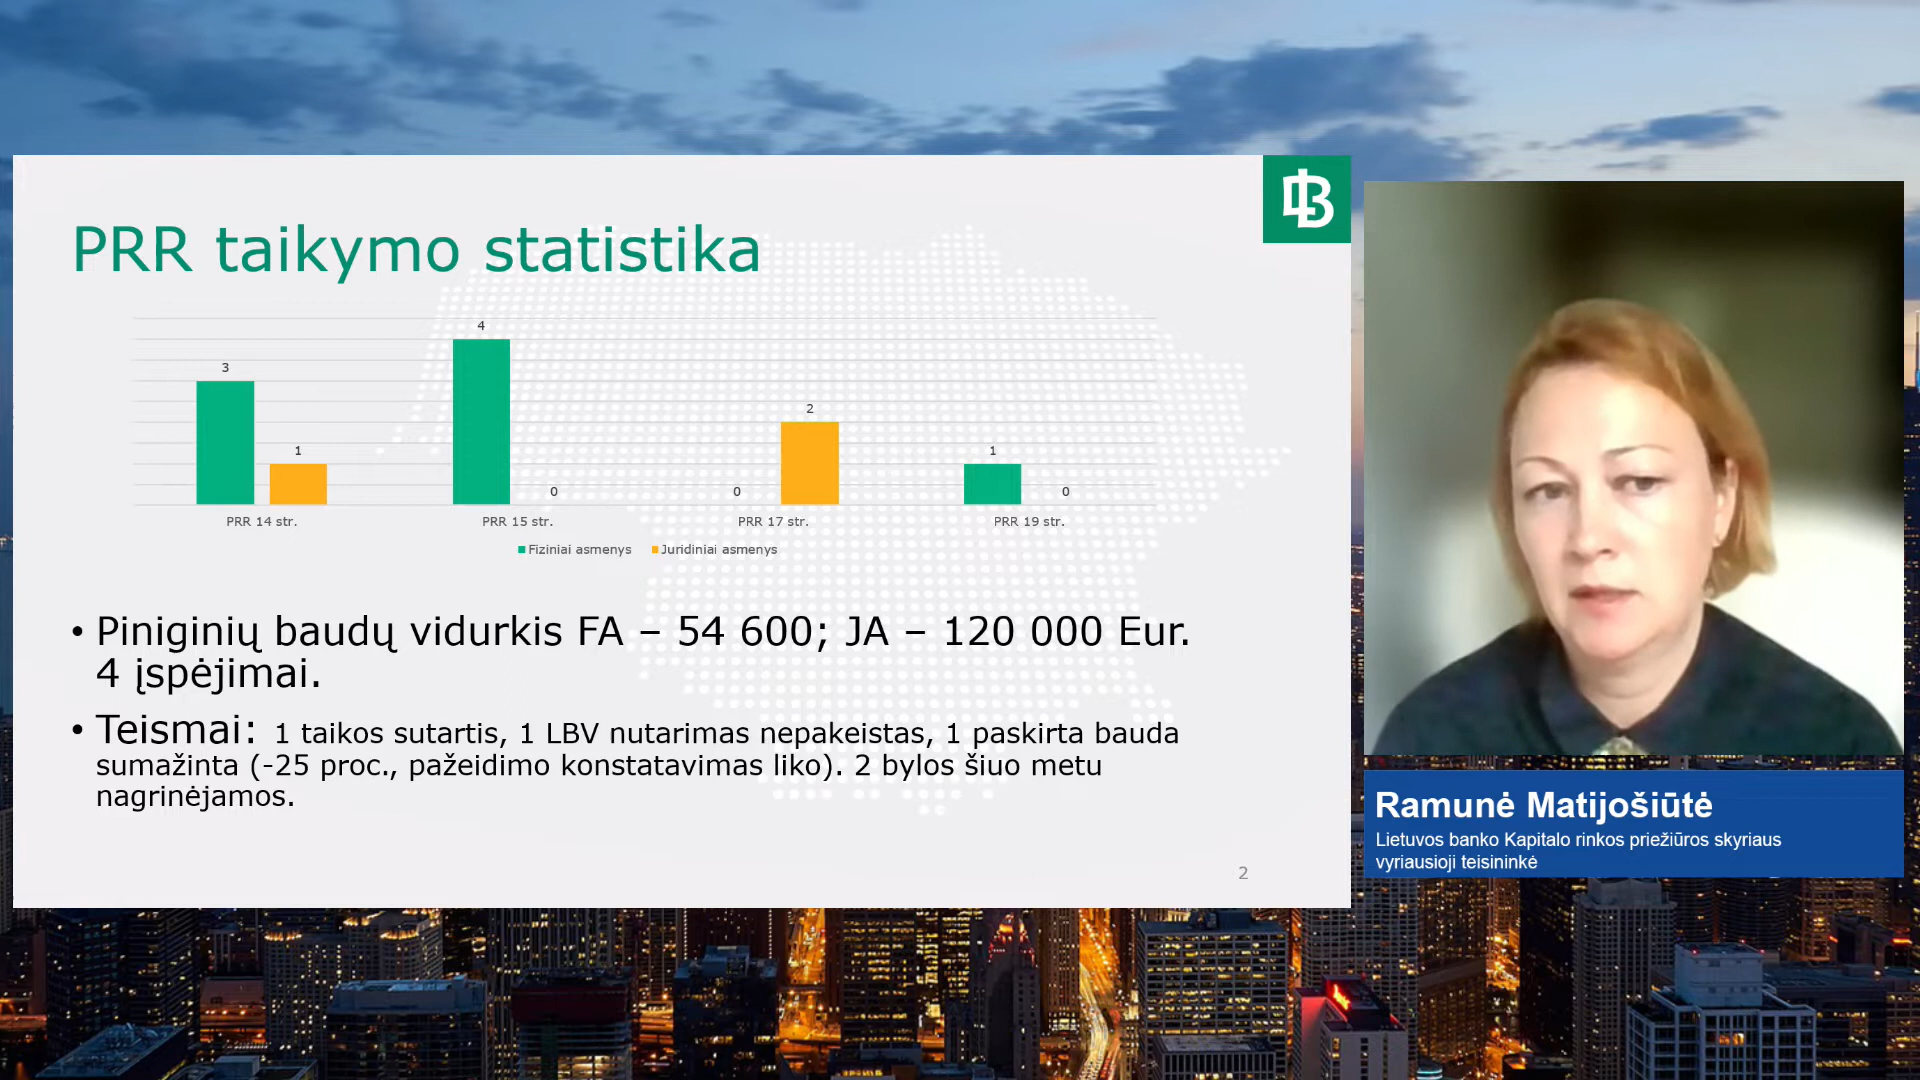 PRR taikymo statistika
4
3
2
1
1
0
0
0
PRR 14 str.
PRR 15 str.
PRR 17 str.
PRR 19 str.
Fiziniai asmenys
Juridiniai asmenys
• Piniginių baudų vidurkis FA – 54 600; JA – 120 000 Eur.
4 įspėjimai.
• Teismai: 1 taikos sutartis, 1 LBV nutarimas nepakeistas, 1 paskirta bauda
sumažinta (-25 proc., pažeidimo konstatavimas liko). 2 bylos šiuo metu
nagrinėjamos.
2
Ramunė Matijošiūtė
Lietuvos banko Kapitalo rinkos priežiūros skyriaus
vyriausioji teisininkė